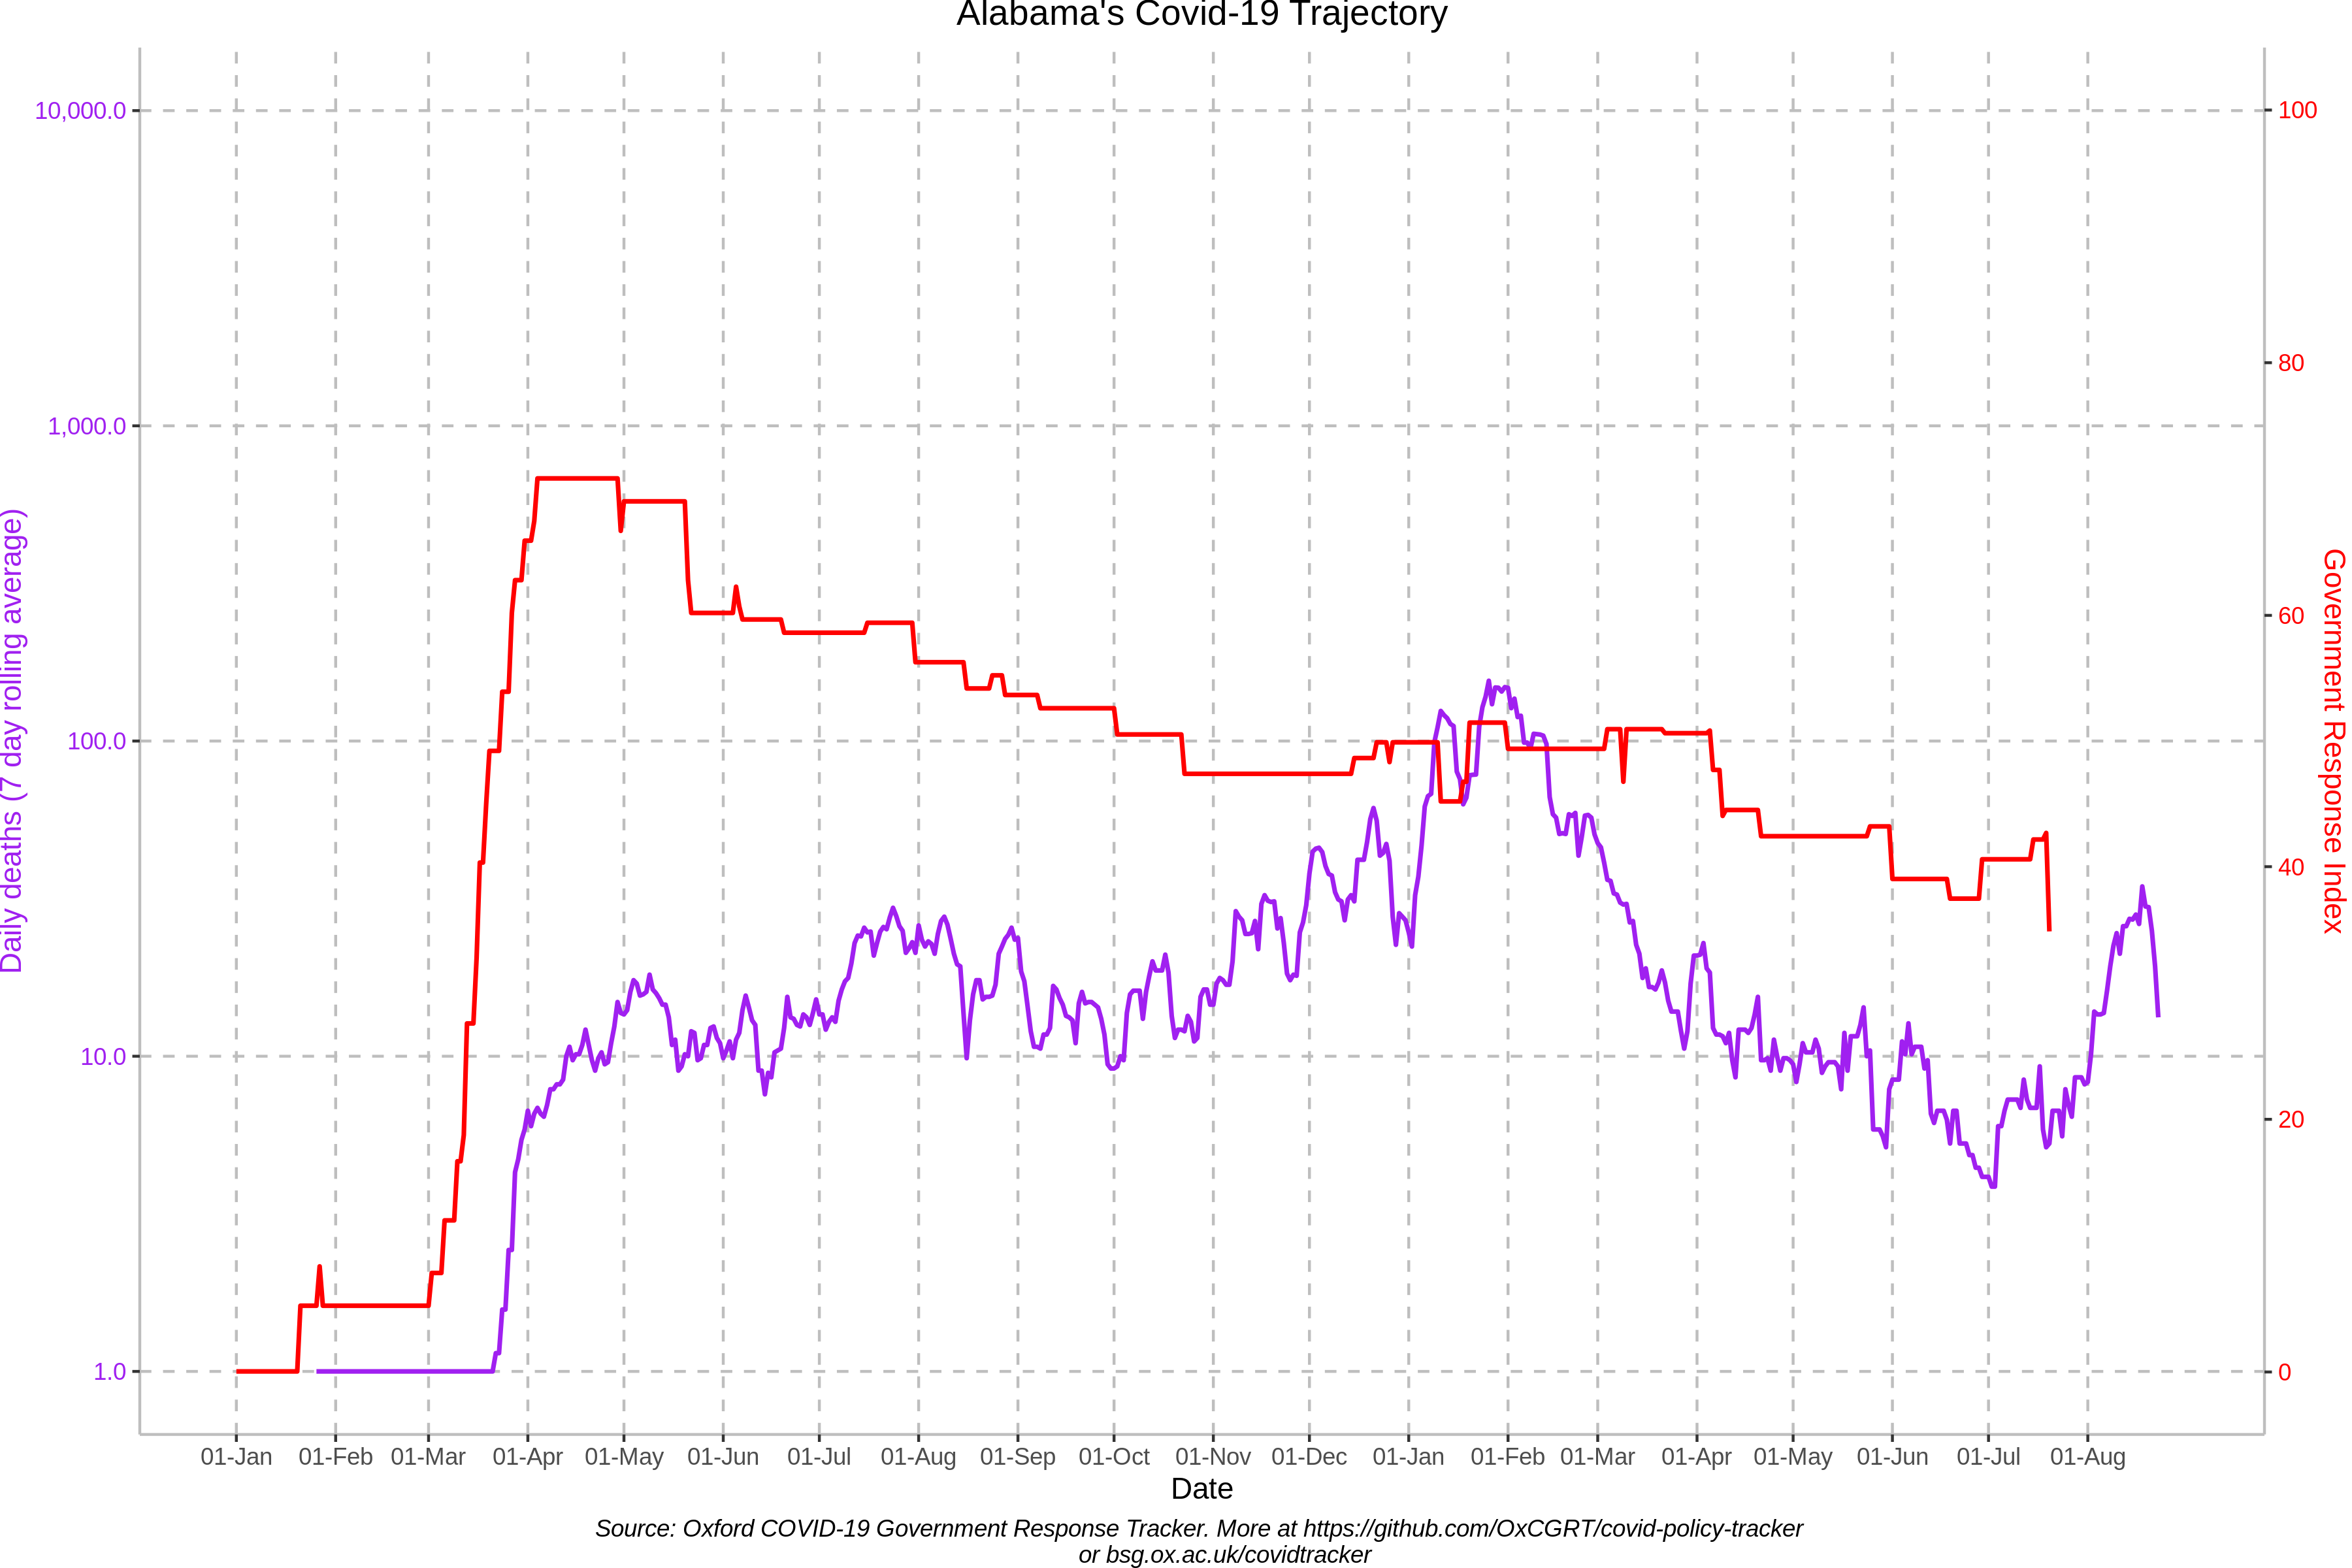 Alabama's Covid-19 Trajectory
10,000.0
1,000.0
100.0
10.0
1.0
Daily deaths (7 day rolling average)
100
80
60
40
20
0
Government Response Index
01-Jan 01-Feb 01-Mar 01-Apr 01-May 01-Jun 01-Jul 01-Aug 01-Sep 01-Oct 01-Nov 01-Dec 01-Jan 01-Feb 01-Mar 01-Apr 01-May 01-Jun 01-Jul 01-Aug
Date
Source: Oxford COVID-19 Government Response Tracker. More at https://github.com/OxCGRT/covid-policy-tracker
or bsg.ox.ac.uk/covidtracker